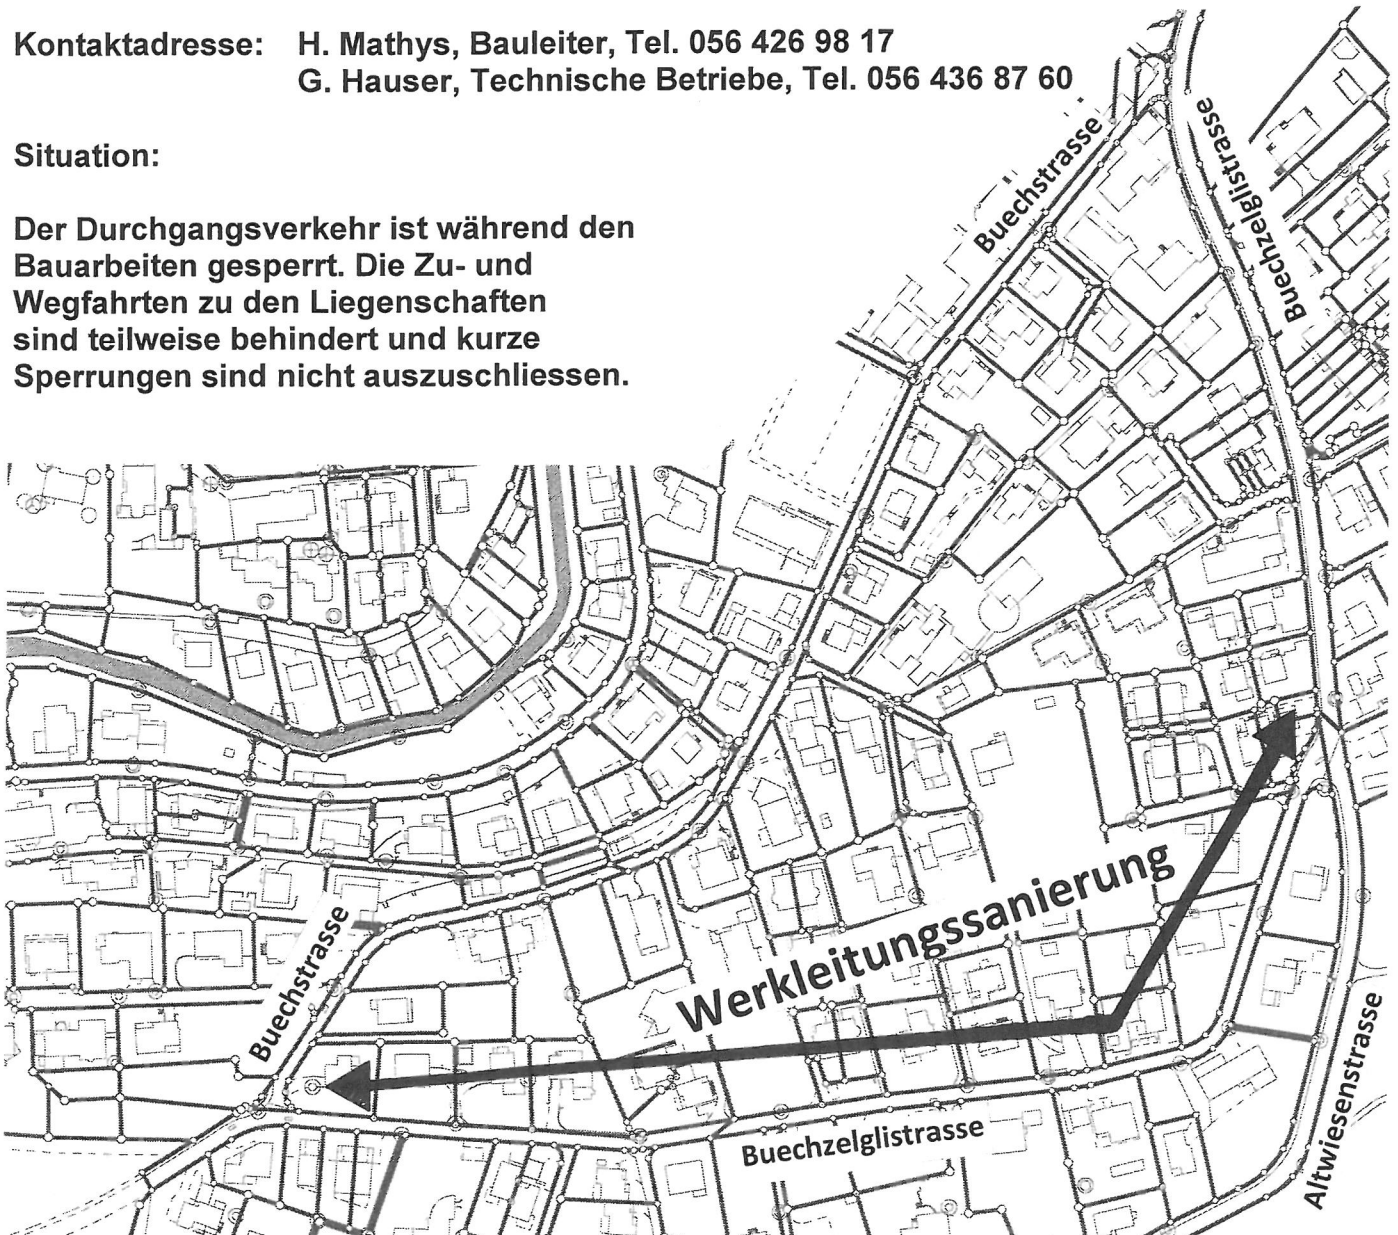 Kontaktadresse: H. Mathys, Bauleiter, Tel. 056 426 98 17
G. Hauser, Technische Betriebe, Tel. 056 436 87 60
Situation:
Der Durchgangsverkehr ist während den
Bauarbeiten gesperrt. Die Zu- und
Wegfahrten zu den Liegenschaften
sind teilweise behindert und kurze
Sperrungen sind nicht auszuschliessen.
Buechstrasse
Buechzelglistrasse
Werkleitungssanierung
Buechstrasse
Buechzelglistrasse
Altwiesenstrasse